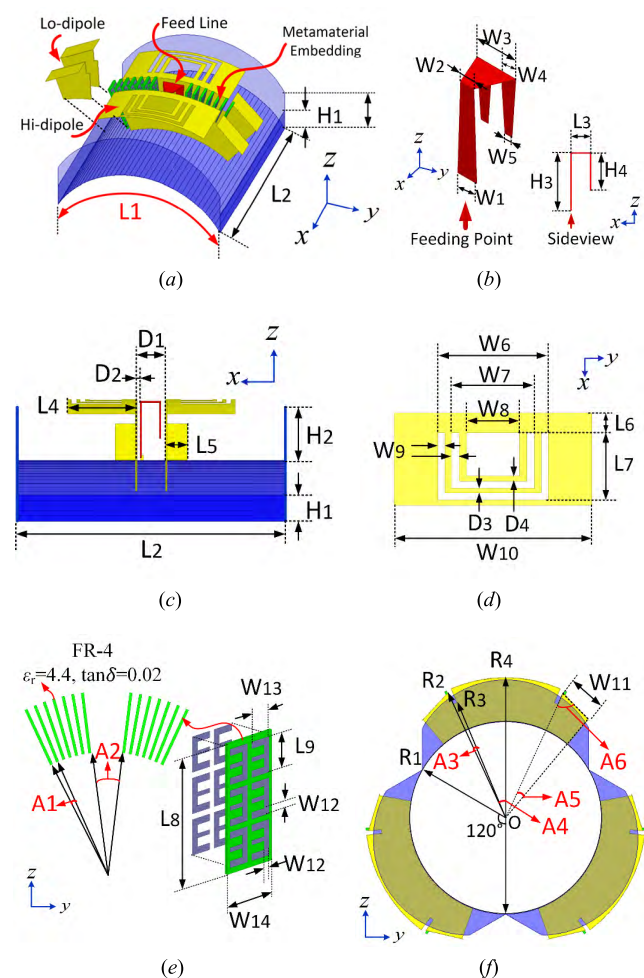 Lo-dipole
Feed Line
Metamaterial
Embedding
Hi-dipole
H1
L1
L2
z
y
x
(a)
W3
W2
W4
W5
W1
z
x
y
Feeding Point
L3
H3
H4
z
x
Sideview
(b)
D1
z
D2
x
L4
L5
H2
H1
L2
(c)
W6
y
x
W7
W8
L6
W9
L7
D3
D4
W10
(d)
FR-4
εr=4.4, tanδ=0.02
A2
A1
W13
L9
L8
W12
W12
W14
z
y
(e)
R4
R2
R3
W11
R1
A3
A6
A5
A4
O
120°
z
y
(f)